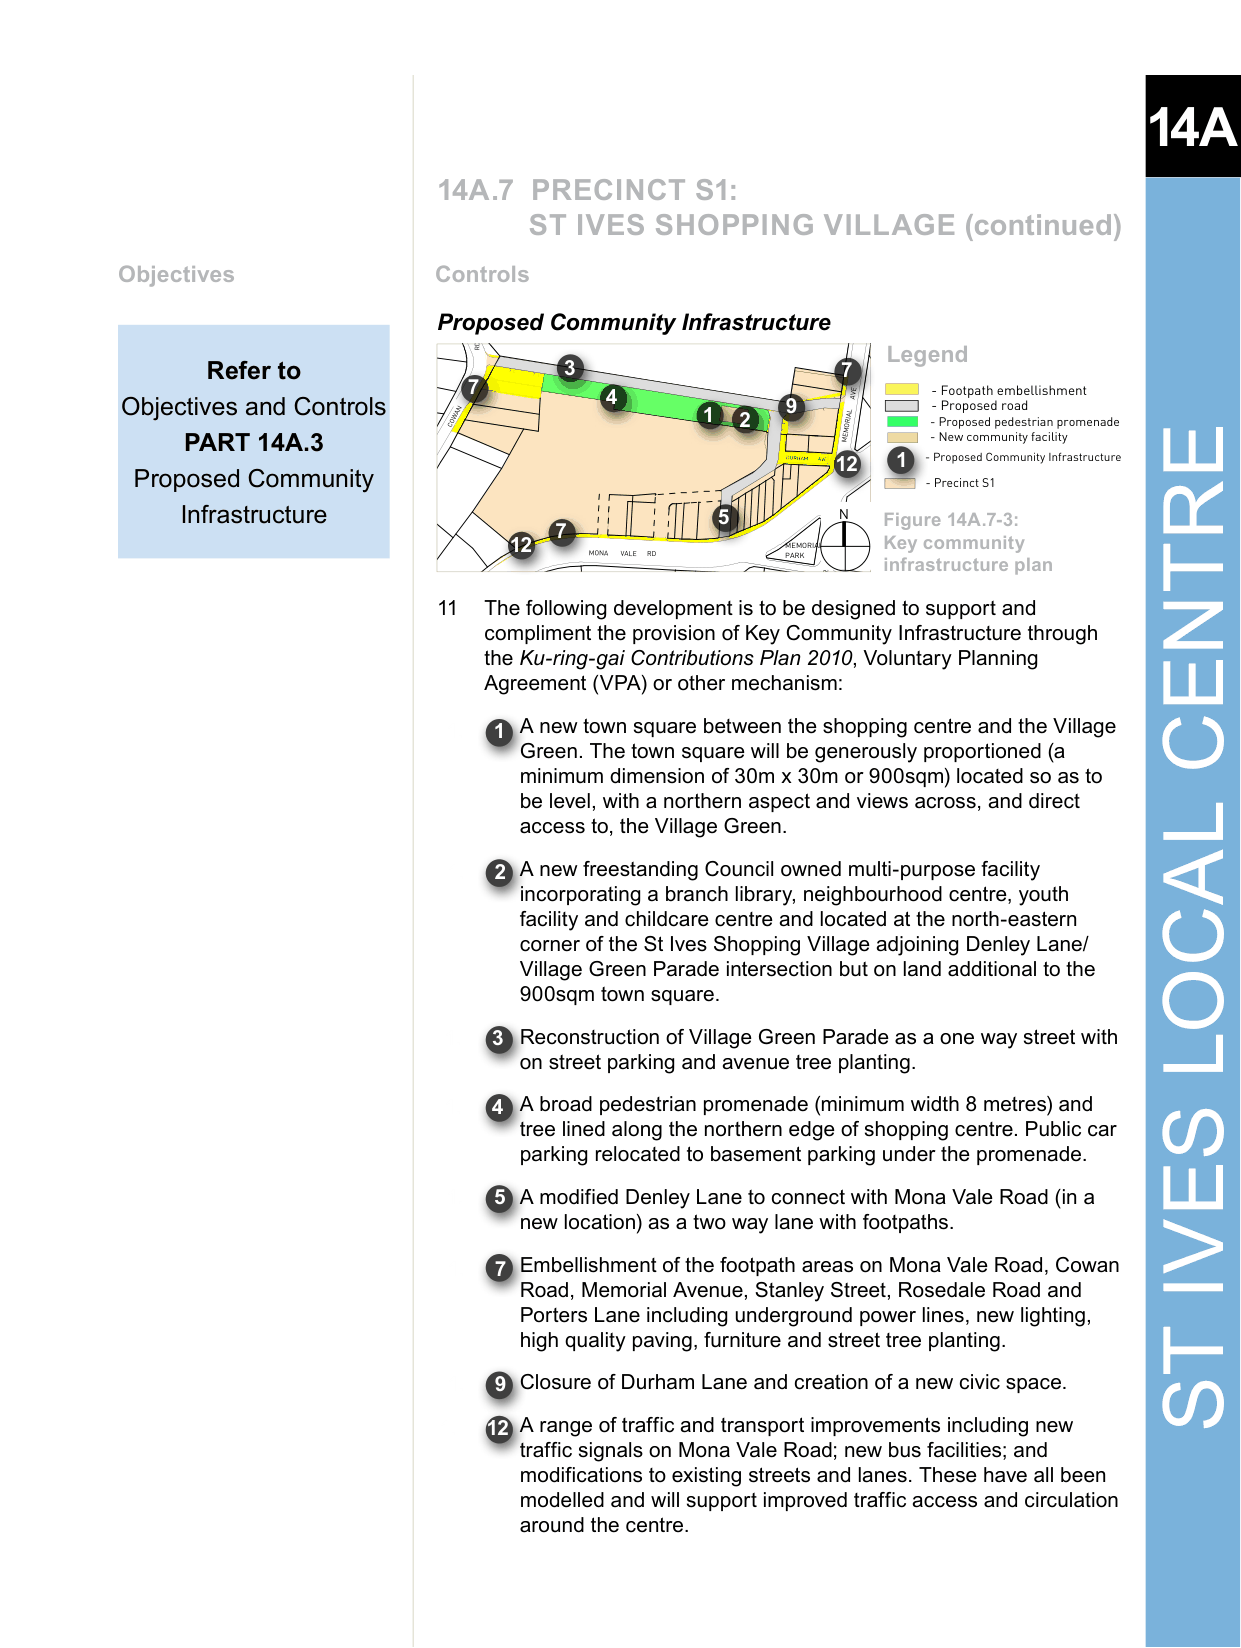 14A
14A.7 PRECINCT S1:
ST IVES SHOPPING VILLAGE (continued)
Objectives
Controls
Refer to
Objectives and Controls
PART 14A.3
Proposed Community
Infrastructure
Proposed Community Infrastructure
RD
COWAN
3
7
4
1
2
9
7
AVE
MEMORIAL
DURHAM
12
5
7
12
MONA VALE RD
MEMORIAL
PARK
N
Legend
- Footpath embellishment
- Proposed road
- Proposed pedestrian promenade
- New community facility
1 - Proposed Community Infrastructure
- Precinct S1
Figure 14A.7-3:
Key community
infrastructure plan
11 The following development is to be designed to support and
compliment the provision of Key Community Infrastructure through
the Ku-ring-gai Contributions Plan 2010, Voluntary Planning
Agreement (VPA) or other mechanism:
1 A new town square between the shopping centre and the Village
Green. The town square will be generously proportioned (a
minimum dimension of 30m x 30m or 900sqm) located so as to
be level, with a northern aspect and views across, and direct
access to, the Village Green.
2 A new freestanding Council owned multi-purpose facility
incorporating a branch library, neighbourhood centre, youth
facility and childcare centre and located at the north-eastern
corner of the St Ives Shopping Village adjoining Denley Lane/
Village Green Parade intersection but on land additional to the
900sqm town square.
3 Reconstruction of Village Green Parade as a one way street with
on street parking and avenue tree planting.
4 A broad pedestrian promenade (minimum width 8 metres) and
tree lined along the northern edge of shopping centre. Public car
parking relocated to basement parking under the promenade.
5 A modified Denley Lane to connect with Mona Vale Road (in a
new location) as a two way lane with footpaths.
7 Embellishment of the footpath areas on Mona Vale Road, Cowan
Road, Memorial Avenue, Stanley Street, Rosedale Road and
Porters Lane including underground power lines, new lighting,
high quality paving, furniture and street tree planting.
9 Closure of Durham Lane and creation of a new civic space.
12 A range of traffic and transport improvements including new
traffic signals on Mona Vale Road; new bus facilities; and
modifications to existing streets and lanes. These have all been
modelled and will support improved traffic access and circulation
around the centre.
ST IVES LOCAL CENTRE